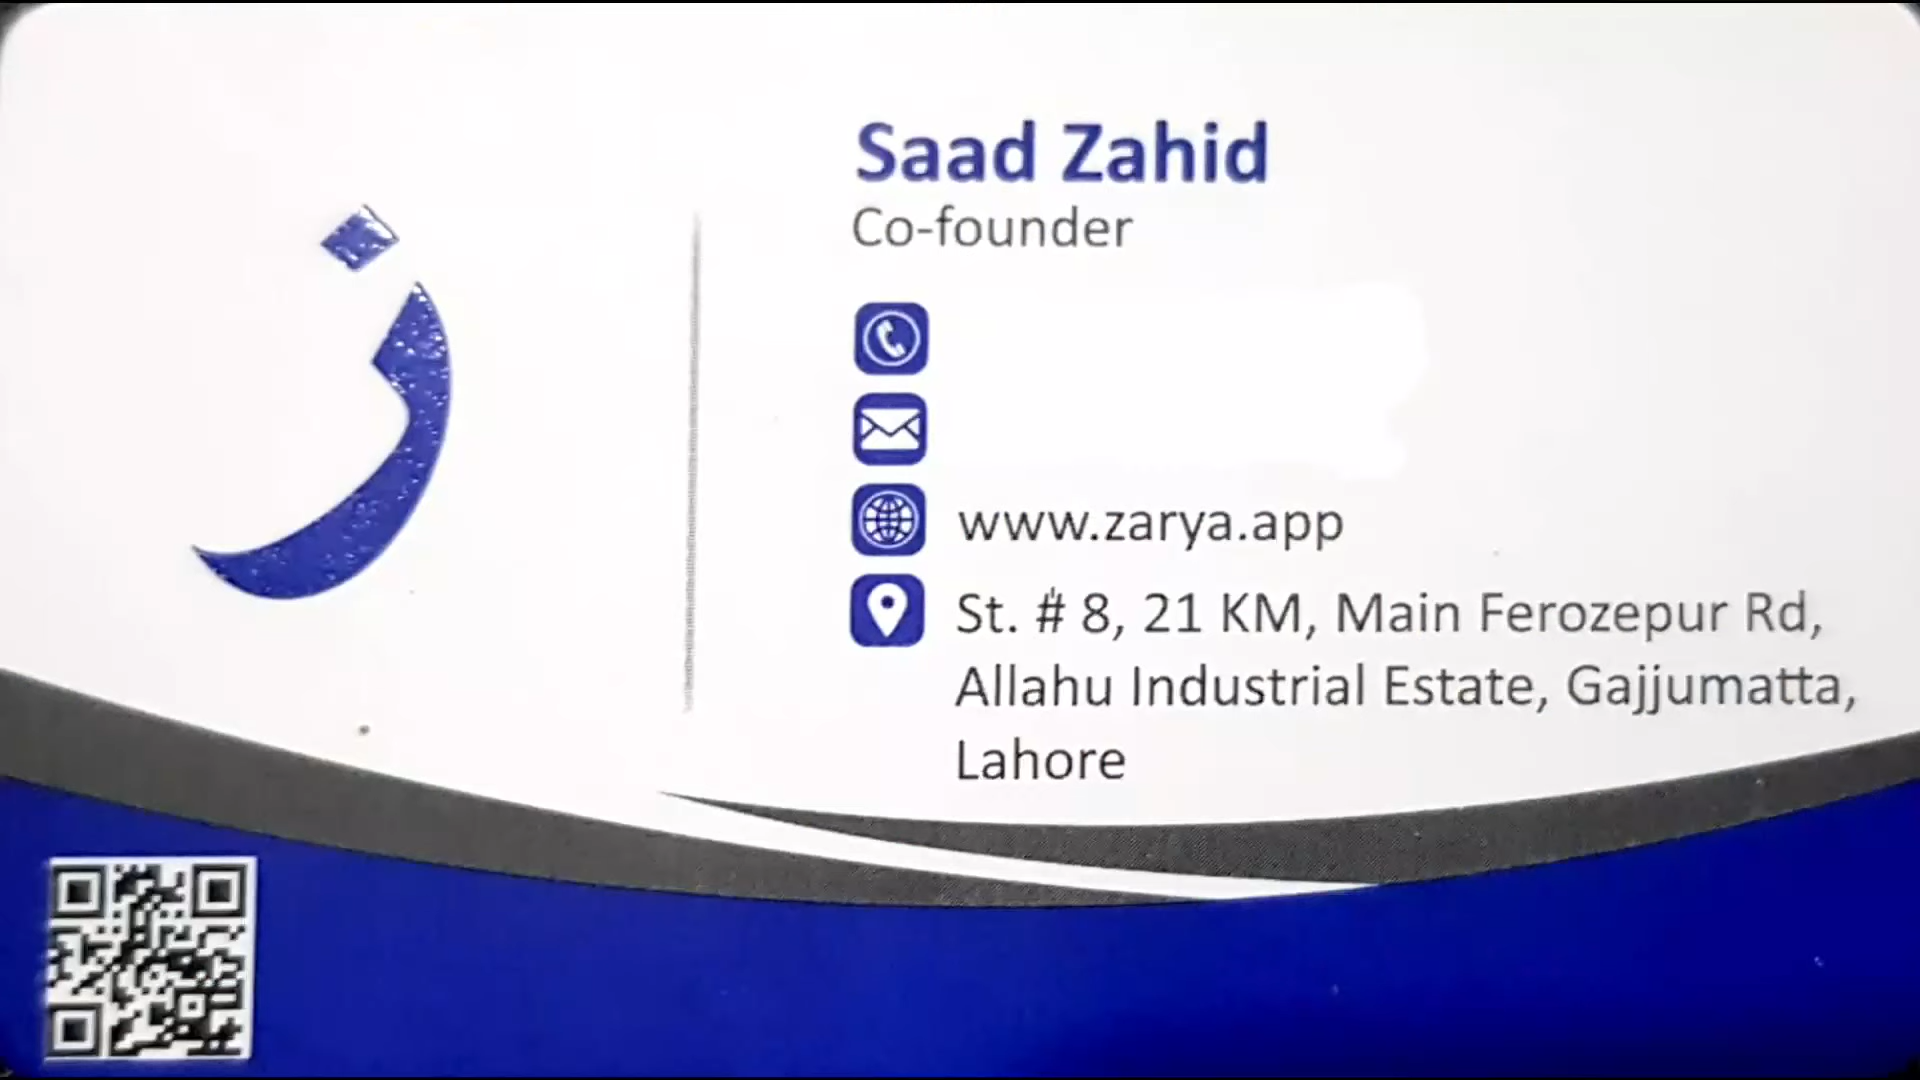 ز
Saad Zahid
Co-founder
www.zarya.app
St. # 8, 21 KM, Main Ferozepur Rd,
Allahu Industrial Estate, Gajjumatta,
Lahore